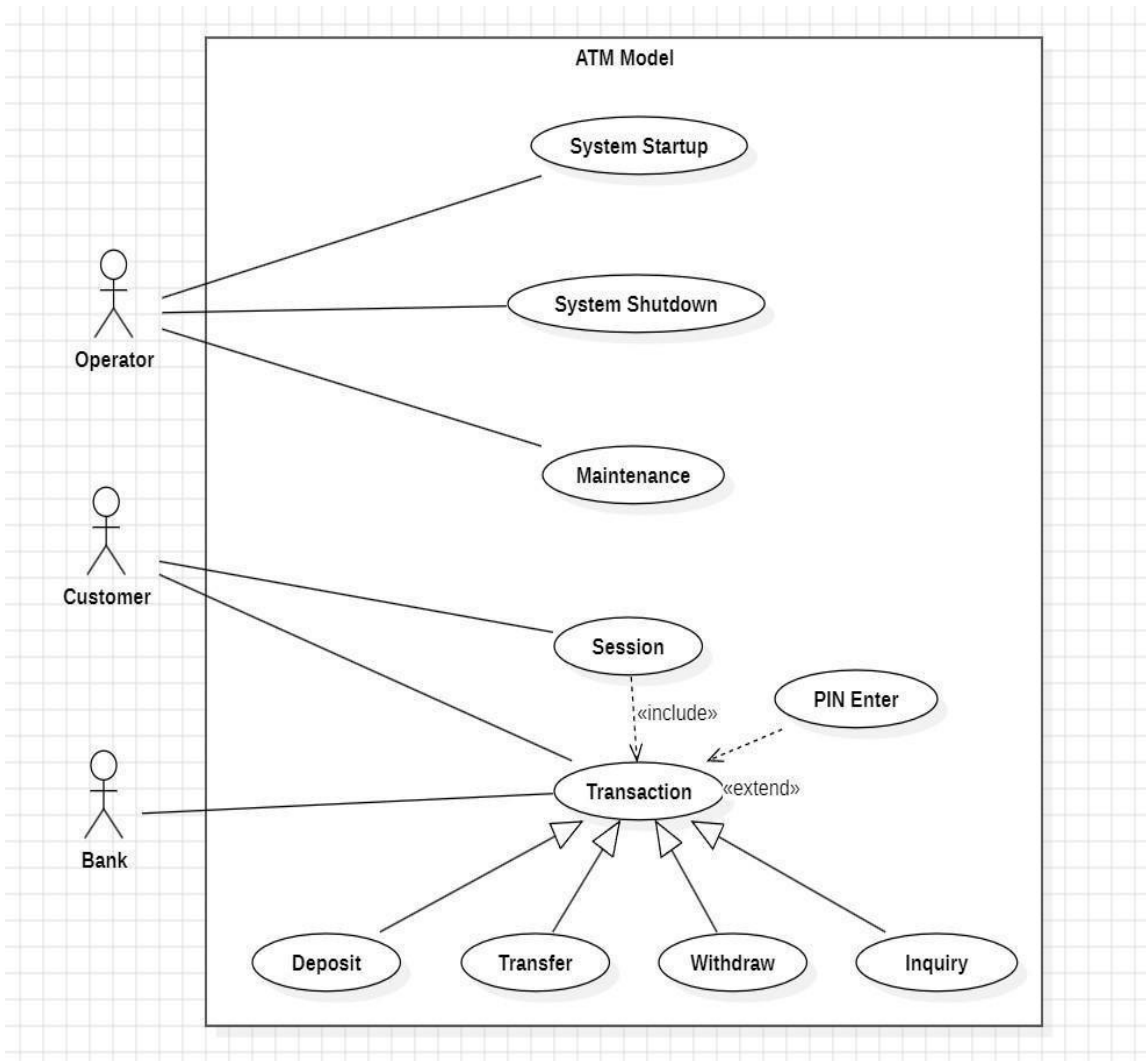 ATM Model
System Startup
System Shutdown
Operator
Maintenance
Customer
Session
PIN Enter
«include»
Transaction
«extend»
Bank
Deposit
Transfer
Withdraw
Inquiry